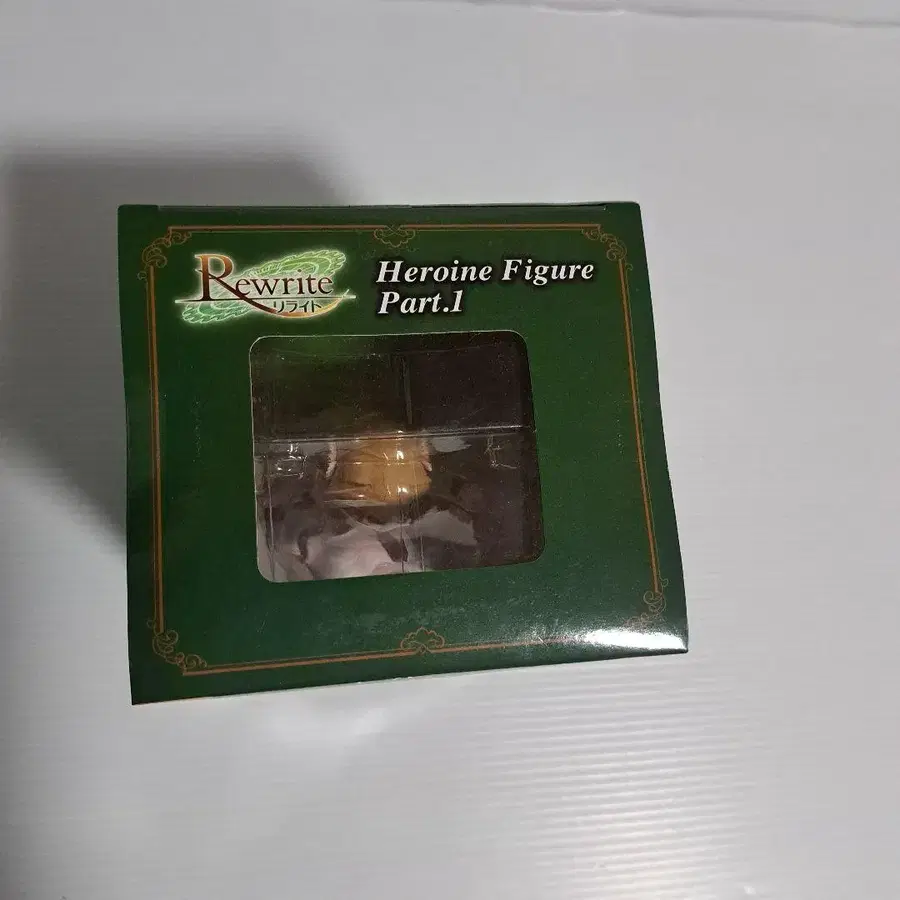 Rewrite
リライト
Heroine Figure
Part.1